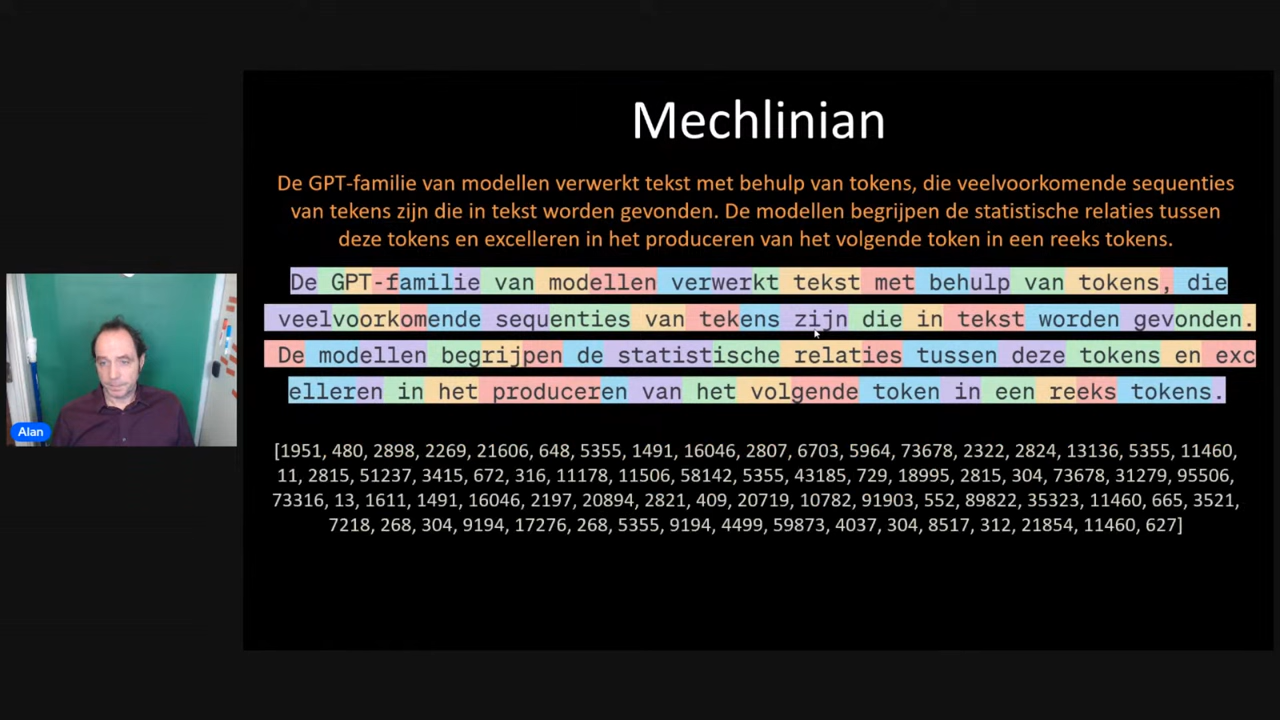 Mechlinian
De GPT-familie van modellen verwerkt tekst met behulp van tokens, die veelvoorkomende sequenties
van tekens zijn die in tekst worden gevonden. De modellen begrijpen de statistische relaties tussen
deze tokens en excelleren in het produceren van het volgende token in een reeks tokens.
De GPT-familie van modellen verwerkt tekst met behulp van tokens, die
veelvoorkomende sequenties van tekens zijn die in tekst worden gevonden.
De modellen begrijpen de statistische relaties tussen deze tokens en exc
elleren in het produceren van het volgende token in een reeks tokens.
[1951, 480, 2898, 2269, 21606, 648, 5355, 1491, 16046, 2807, 6703, 5964, 73678, 2322, 2824, 13136, 5355, 11460,
11, 2815, 51237, 3415, 672, 316, 11178, 11506, 58142, 5355, 43185, 729, 18995, 2815, 304, 73678, 31279, 95506,
73316, 13, 1611, 1491, 16046, 2197, 20894, 2821, 409, 20719, 10782, 91903, 552, 89822, 35323, 11460, 665, 3521,
7218, 268, 304, 9194, 17276, 268, 5355, 9194, 4499, 59873, 4037, 304, 8517, 312, 21854, 11460, 627]
Alan